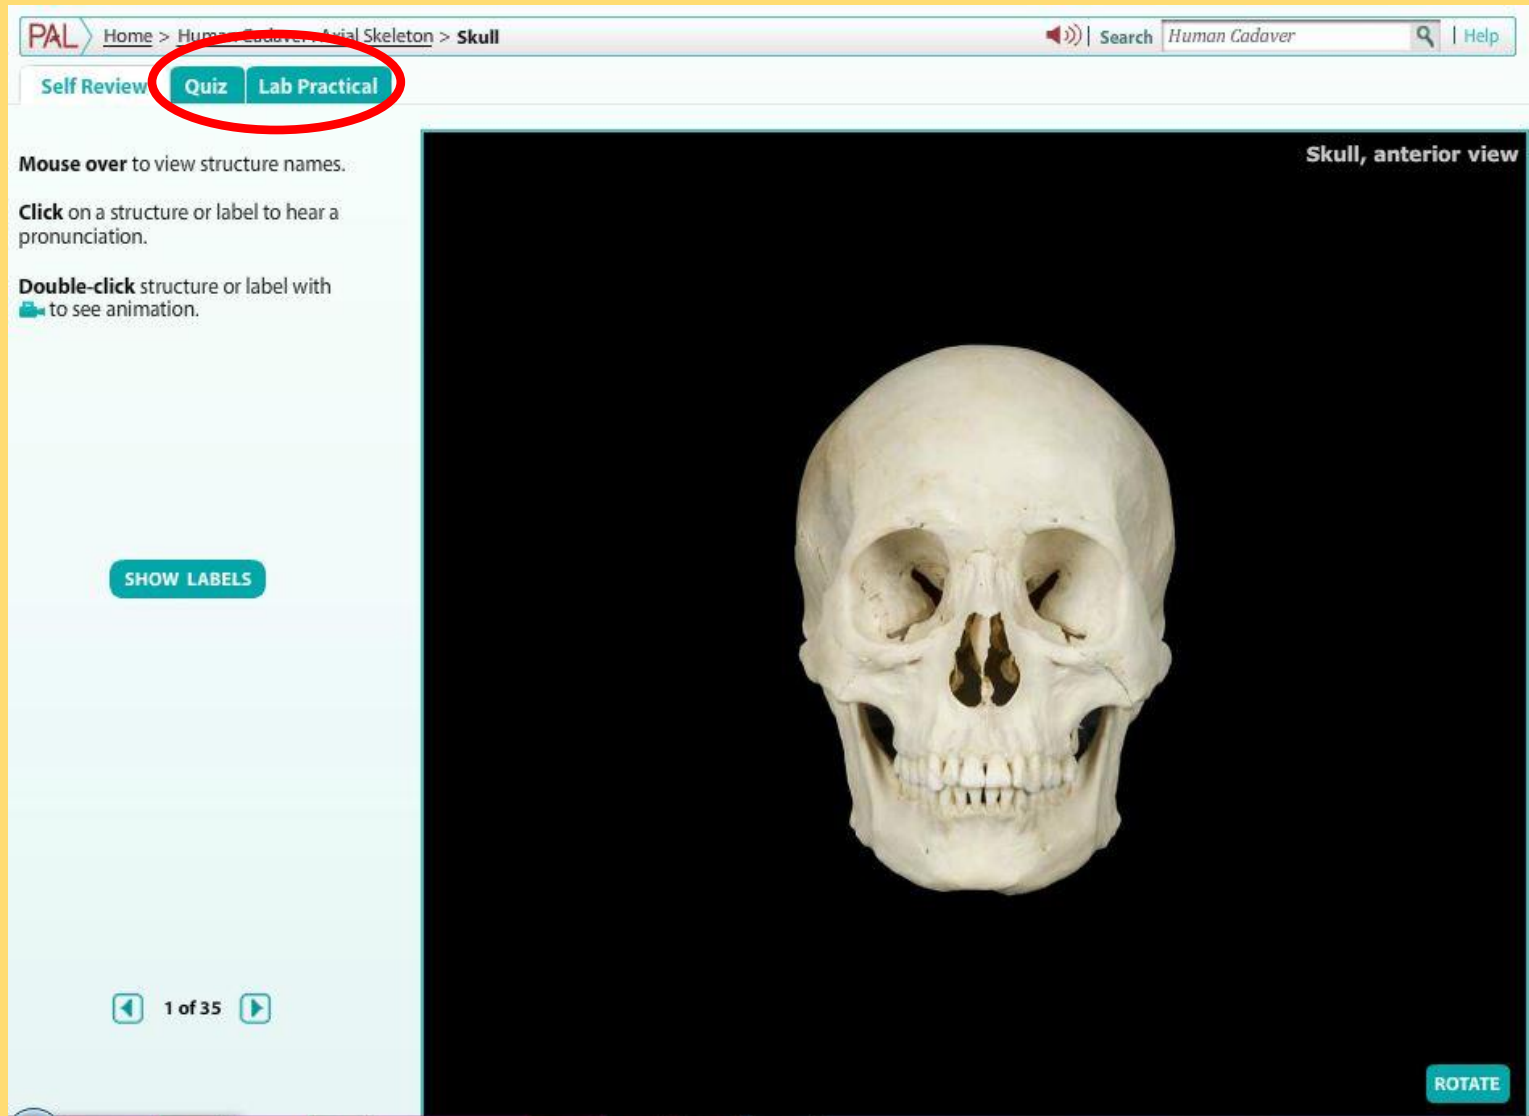 PAL Home > Human Cadaver: Axial Skeleton > Skull
Search Human Cadaver | Help
Self Review Quiz Lab Practical
Mouse over to view structure names.
Click on a structure or label to hear a
pronunciation.
Double-click structure or label with
to see animation.
Skull, anterior view
SHOW LABELS
1 of 35
ROTATE